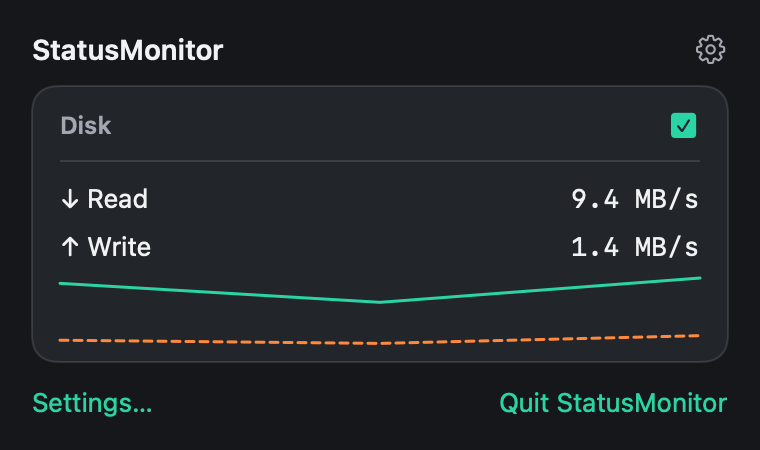 StatusMonitor
Disk
↓ Read 9.4 MB/s
↑ Write 1.4 MB/s
Settings... Quit StatusMonitor